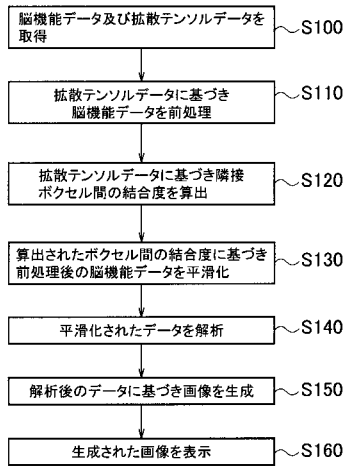 脳機能データ及び拡散テンソルデータを
取得
S100
拡散テンソルデータに基づき
脳機能データを前処理
S110
拡散テンソルデータに基づき隣接
ボクセル間の結合度を算出
S120
算出されたボクセル間の結合度に基づき
前処理後の脳機能データを平滑化
S130
平滑化されたデータを解析
S140
解析後のデータに基づき画像を生成
S150
生成された画像を表示
S160